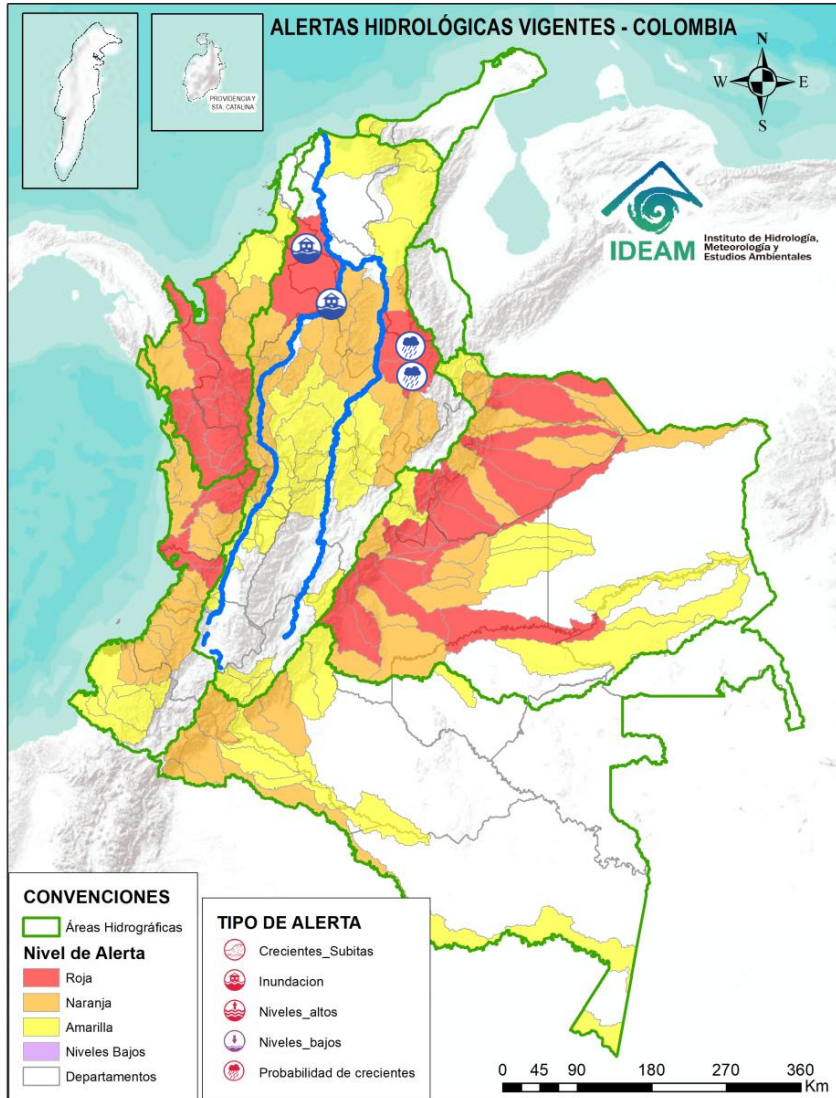 ALERTAS HIDROLÓGICAS VIGENTES - COLOMBIA
PROVIDENCIA Y
STA. CATALINA
N
W
E
S
IDEAM
Instituto de Hidrología,
Meteorología y
Estudios Ambientales
CONVENCIONES
Áreas Hidrográficas
Nivel de Alerta
Roja
Naranja
Amarilla
Niveles Bajos
Departamentos
TIPO DE ALERTA
Crecientes_Subitas
Inundacion
Niveles_altos
Niveles_bajos
Probabilidad de crecientes
0 45 90 180 270 360
Km